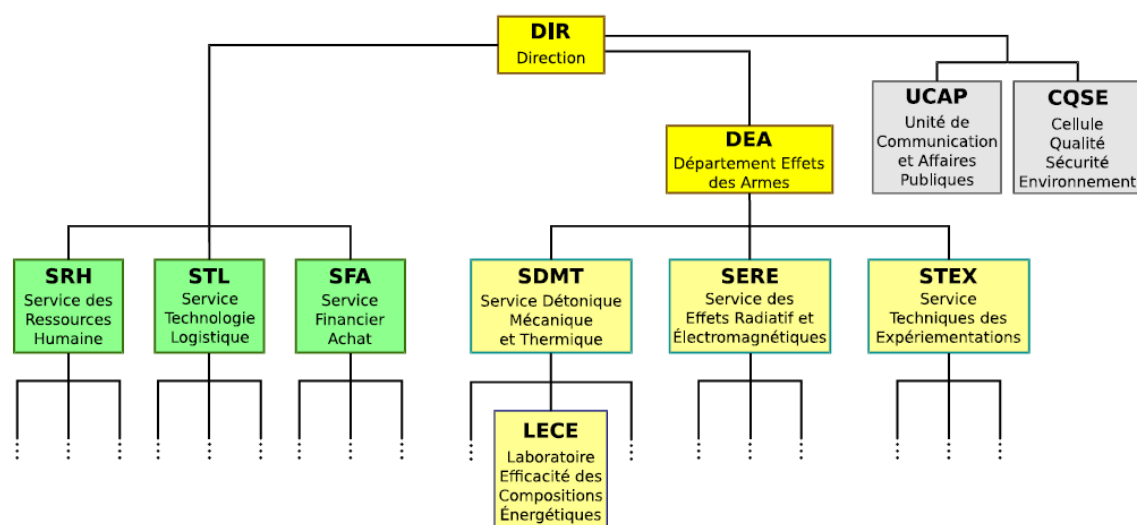 DIR
Direction
UCAP
Unité de
Communication
et Affaires
Publiques
CQSE
Cellule
Qualité
Sécurité
Environnement
DEA
Département Effets
des Armes
SRH
Service des
Ressources
Humaine
STL
Service
Technologie
Logistique
SFA
Service
Financier
Achat
SDMT
Service Détonique
Mécanique
et Thermique
SERE
Service des
Effets Radiatif et
Électromagnétiques
STEX
Service
Techniques des
Expériementations
LECE
Laboratoire
Efficacité des
Compositions
Énergétiques